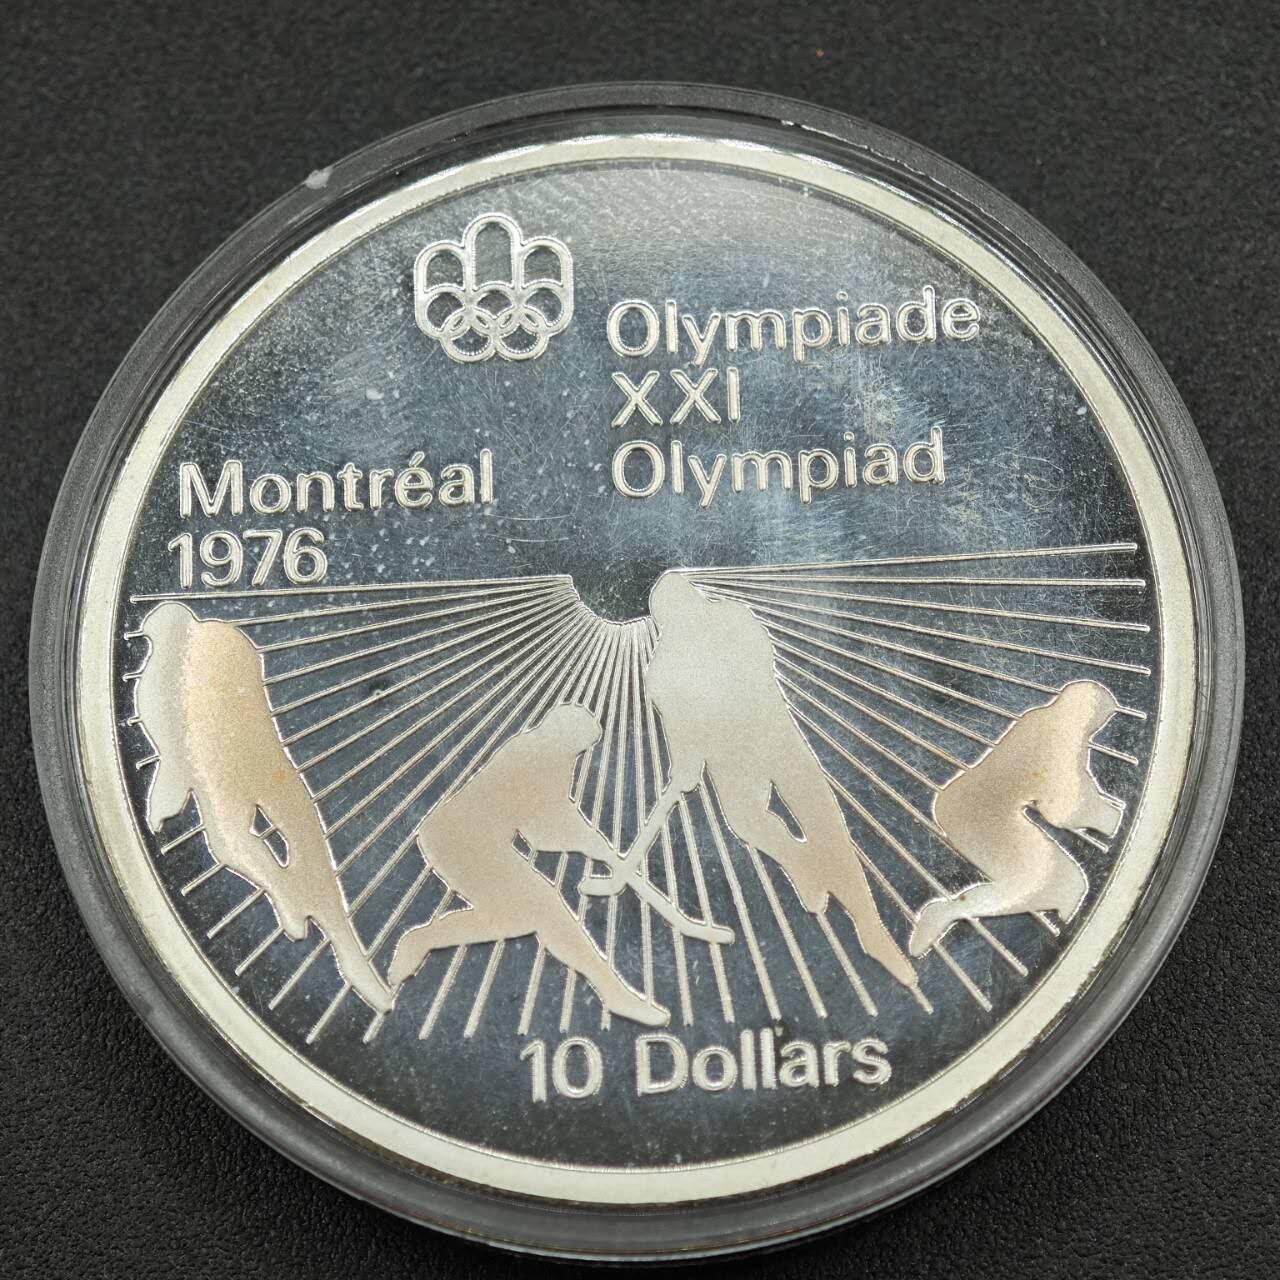 Olympiade
XXI
Olympiad
Montréal
1976
10 Dollars